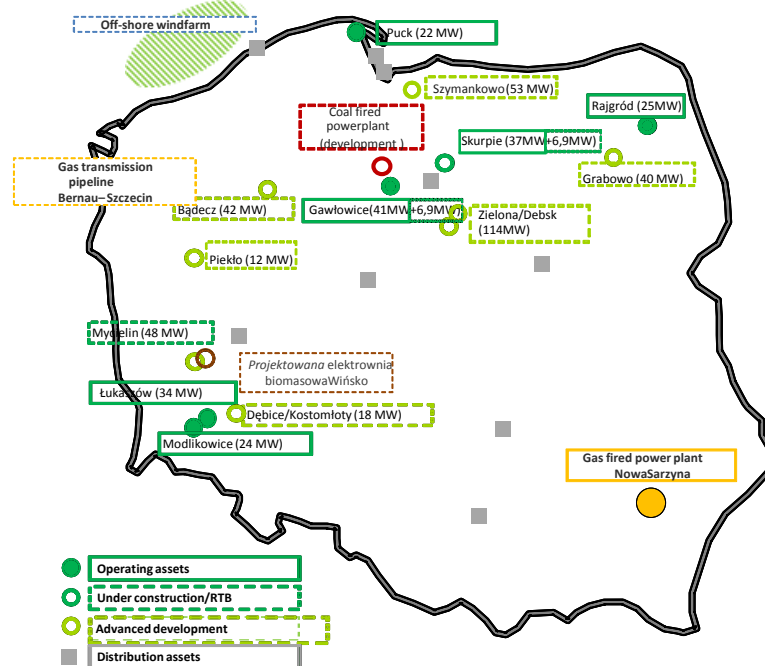 Off-shore windfarm
Puck (22 MW)
Szymankowo (53 MW)
Rajgród (25MW)
Coal fired
powerplant
(development )
Skurpie (37MW+6,9MW)
Gas transmission
pipeline
Bernau–Szczecin
Grabowo (40 MW)
Bądecz (42 MW)
Gawłowice(41MW+6,9MW)
Zielona/Debsk
(114MW)
Piekło (12 MW)
Mycielin (48 MW)
Projektowana elektrownia
biomasowaWińsko
Łukaszów (34 MW)
Dębice/Kostomłoty (18 MW)
Modlikowice (24 MW)
Gas fired power plant
NowaSarzyna
Operating assets
Under construction/RTB
Advanced development
Distribution assets